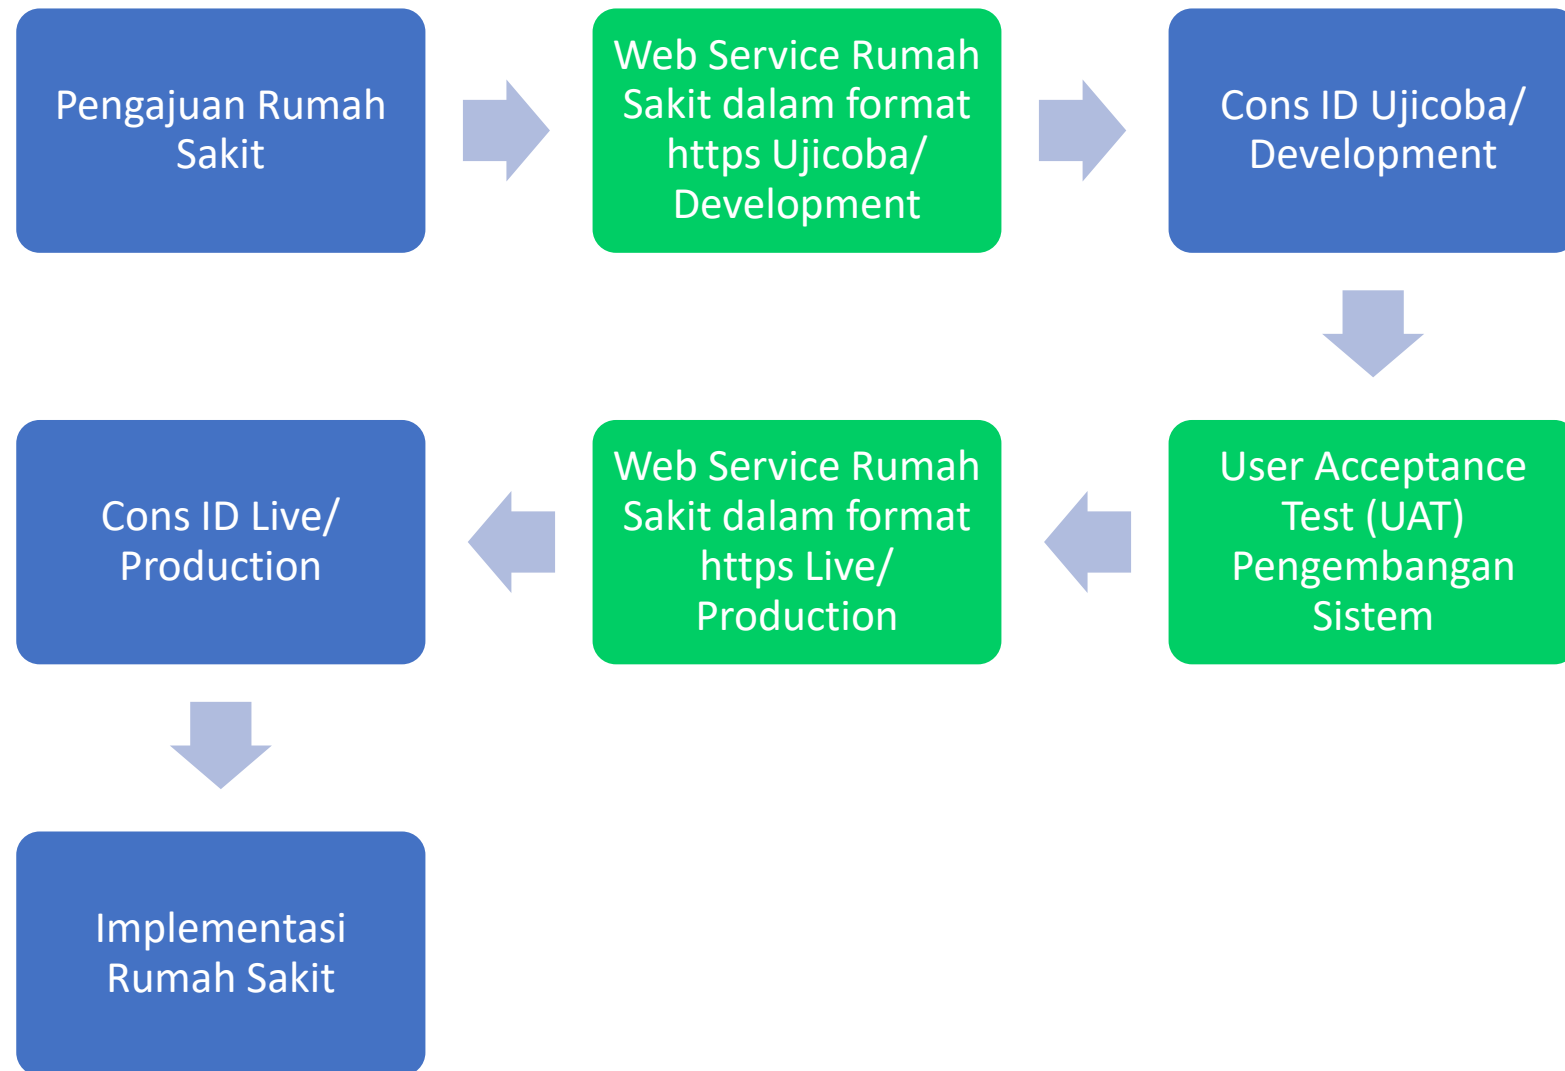 Pengajuan Rumah
Sakit
Web Service Rumah
Sakit dalam format
https Ujicoba/
Development
Cons ID Ujicoba/
Development
User Acceptance
Test (UAT)
Pengembangan
Sistem
Web Service Rumah
Sakit dalam format
https Live/
Production
Cons ID Live/
Production
Implementasi
Rumah Sakit